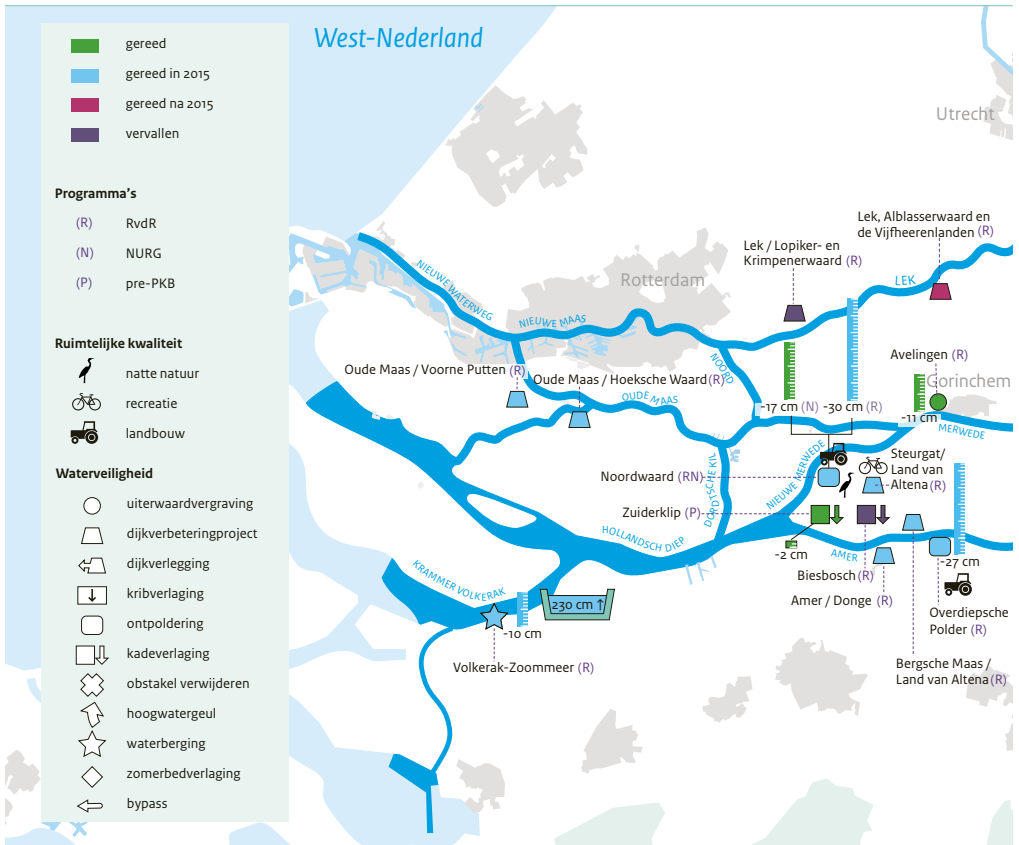 West-Nederland
gereed
gereed in 2015
gereed na 2015
vervallen
Programma's
(R) RvdR
(N) NURG
(P) pre-PKB
Ruimtelijke kwaliteit
natte natuur
recreatie
landbouw
Waterveiligheid
uiterwaardvergraving
dijkverbeteringproject
dijkverlegging
kribverlaging
ontpoldering
kadeverlaging
obstakel verwijderen
hoogwatergeul
waterberging
zomerbedverlaging
bypass
Utrecht
Lek, Alblasserwaard en
de Vijfheerenlanden (R)
Lek / Lopiker- en
Krimpenerwaard (R)
LEK
Rotterdam
NIEUWE WATERWEG
NIEUWE MAAS
NOORD
Avelingen (R)
Gorinchem
Oude Maas / Voorne Putten (R)
Oude Maas / Hoeksche Waard (R)
OUDE MAAS
-17 cm (N)
-30 cm (R)
-11 cm
MERWEDE
Steurgat/
Land van
Altena (R)
Noordwaard (RN)
NIEUWE MERWEDE
DORDTSCHE KIL
Zuiderklip (P)
HOLLANDSCH DIEP
-2 cm
AMER
-27 cm
Biesbosch (R)
Amer / Donge (R)
Overdiepsche
Polder (R)
Bergsche Maas /
Land van Altena (R)
KRAMMER VOLKERAK
230 cm ↑
-10 cm
Volkerak-Zoommeer (R)